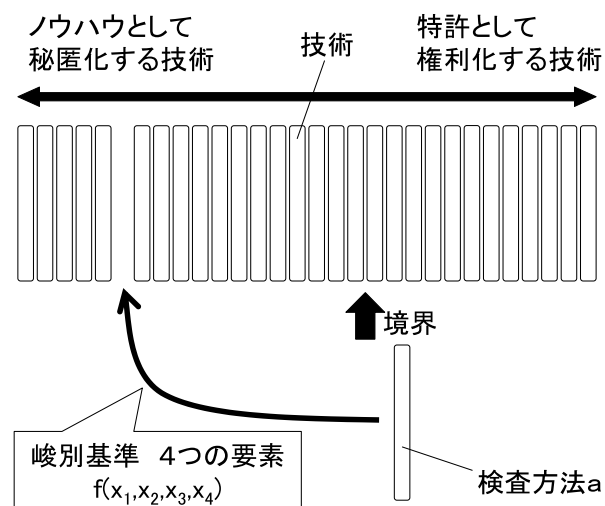 ノウハウとして
秘匿化する技術
技術
特許として
権利化する技術
境界
峻別基準 4つの要素
f(x₁,x₂,x₃,x₄)
検査方法a